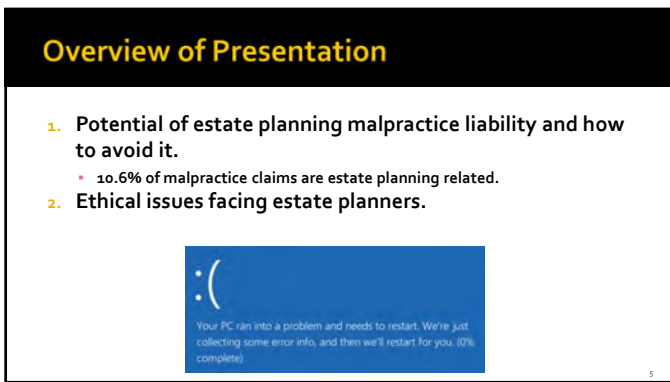 Overview of Presentation
1. Potential of estate planning malpractice liability and how
to avoid it.
▪ 10.6% of malpractice claims are estate planning related.
2. Ethical issues facing estate planners.
:(
Your PC ran into a problem and needs to restart. We're just
collecting some error info, and then we'll restart for you. (0%
complete)
5